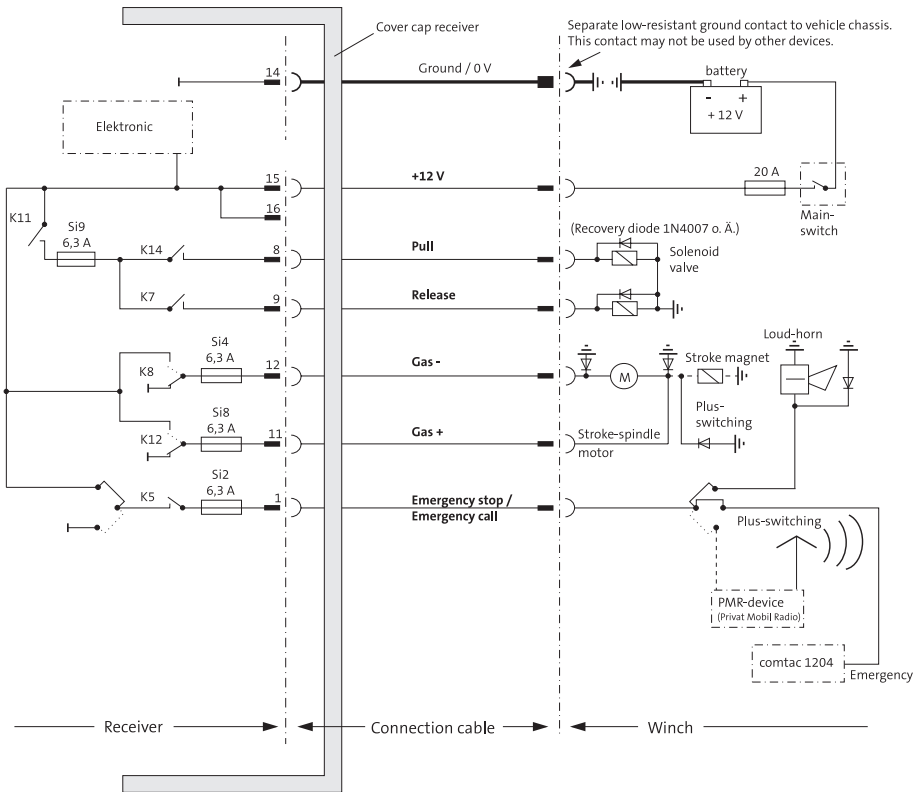 Cover cap receiver
Separate low-resistant ground contact to vehicle chassis.
This contact may not be used by other devices.
14
Ground / 0 V
battery
- +
+ 12 V
Elektronic
15
+12 V
20 A
Main-
switch
16
K11
Si9
6,3 A
K14
8
Pull
(Recovery diode 1N4007 o. Ä.)
Solenoid
valve
K7
9
Release
Si4
6,3 A
K8
12
Gas -
M
Stroke magnet
Loud-horn
Plus-
switching
Si8
6,3 A
K12
11
Gas +
Stroke-spindle
motor
Si2
6,3 A
K5
1
Emergency stop /
Emergency call
Plus-switching
PMR-device
(Privat Mobil Radio)
comtac 1204
Emergency
Receiver
Connection cable
Winch